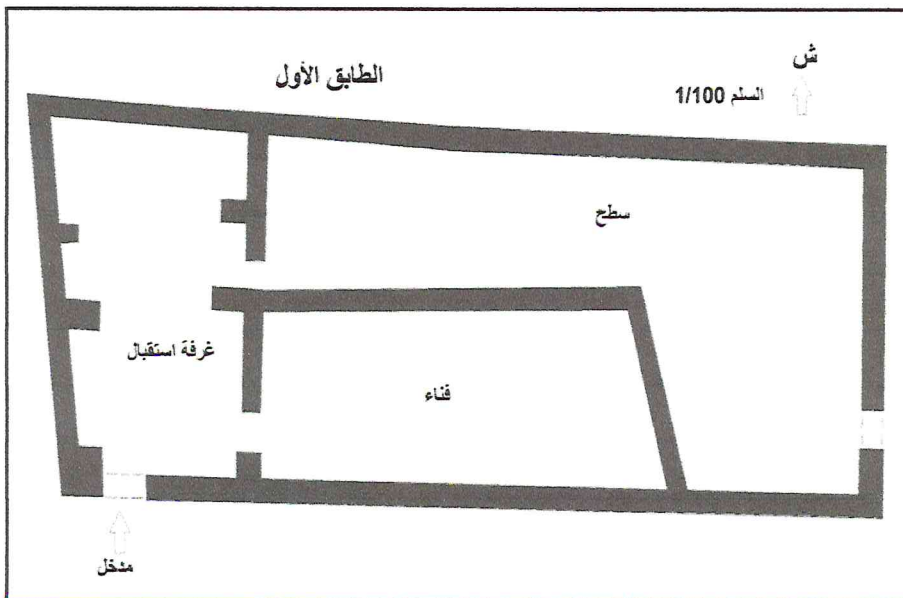 ش
الطابق الأول
السلم 1/100
سطح
غرفة استقبال
فناء
مدخل